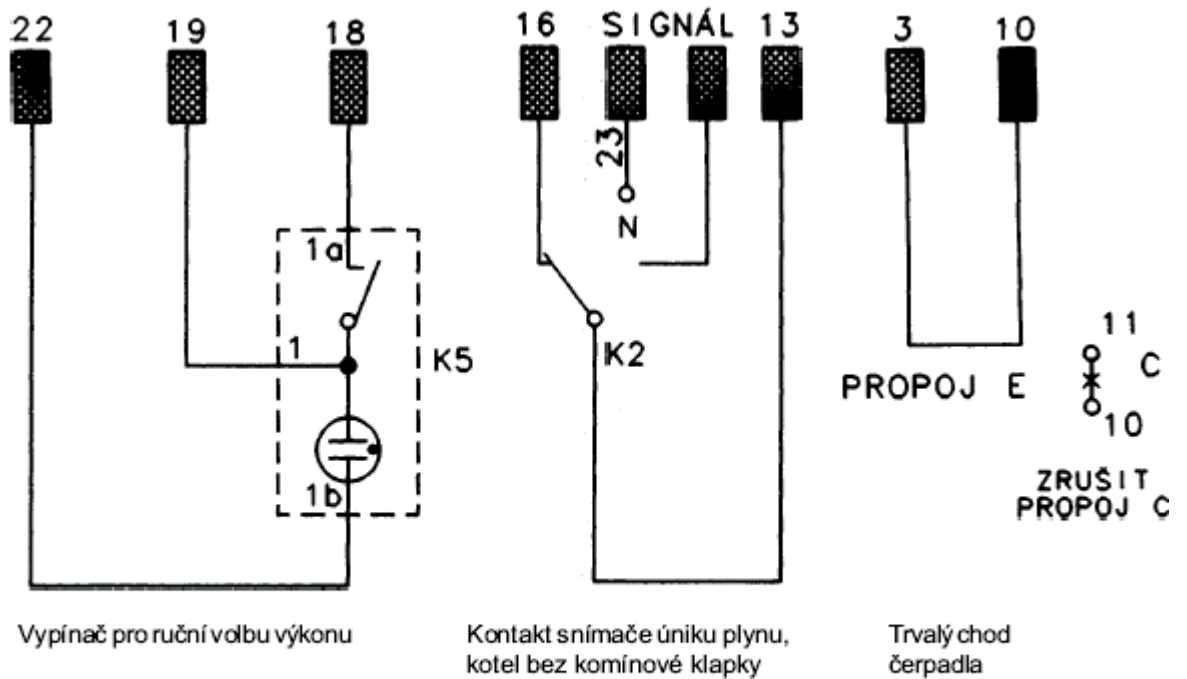 22 19 18 16 SIGNÁL 13 3 10
23
N
1a
1
K5
K2
1b
11
C
PROPOJ E
10
ZRUŠIT
PROPOJ C
Vypínač pro ruční volbu výkonu
Kontakt snímače úniku plynu,
kotel bez komínové klapky
Trvalý chod
čerpadla